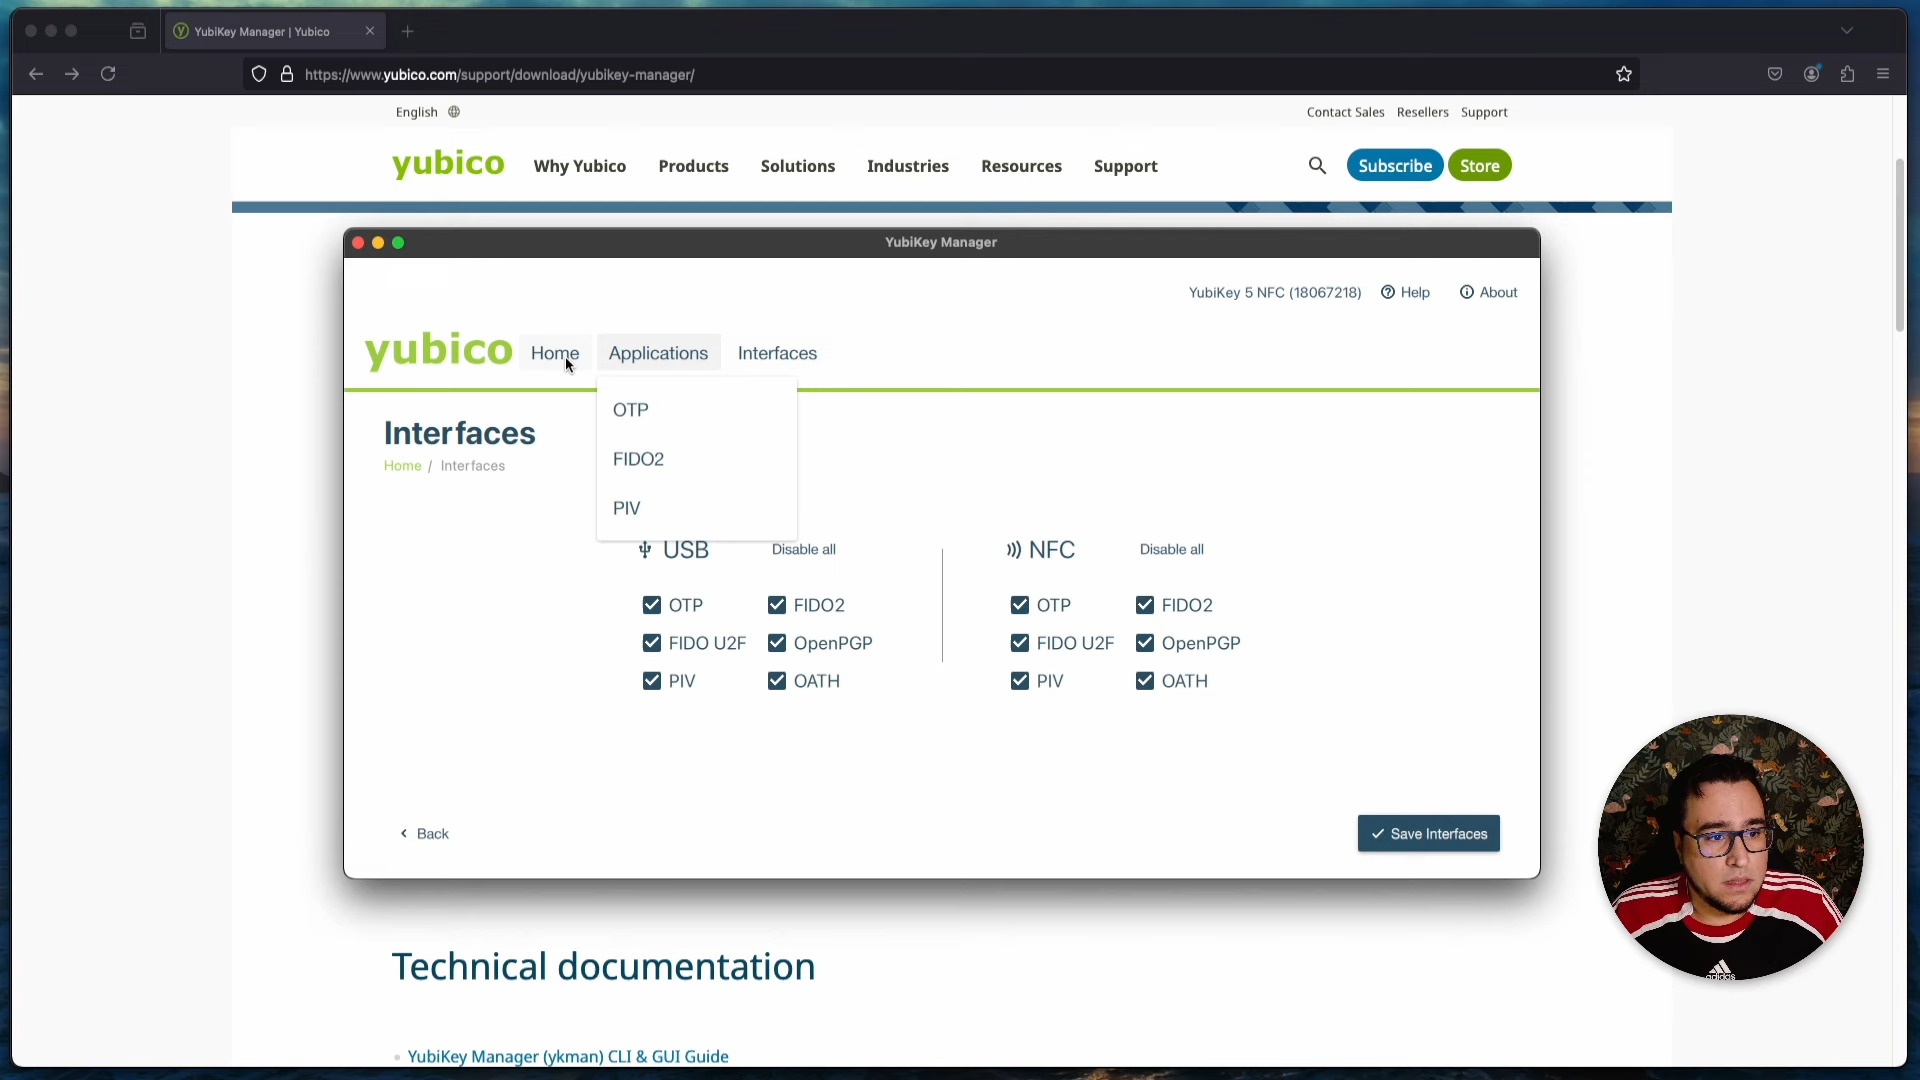 YubiKey Manager | Yubico
https://www.yubico.com/support/download/yubikey-manager/
English
Contact Sales Resellers Support
yubico Why Yubico Products Solutions Industries Resources Support Subscribe Store
YubiKey Manager
YubiKey 5 NFC (18067218) Help About
yubico Home Applications Interfaces
OTP
FIDO2
PIV
Interfaces
Home / Interfaces
USB Disable all
OTP FIDO2
FIDO U2F OpenPGP
PIV OATH
NFC Disable all
OTP FIDO2
FIDO U2F OpenPGP
PIV OATH
Back
Save Interfaces
adidas
Technical documentation
YubiKey Manager (ykman) CLI & GUI Guide